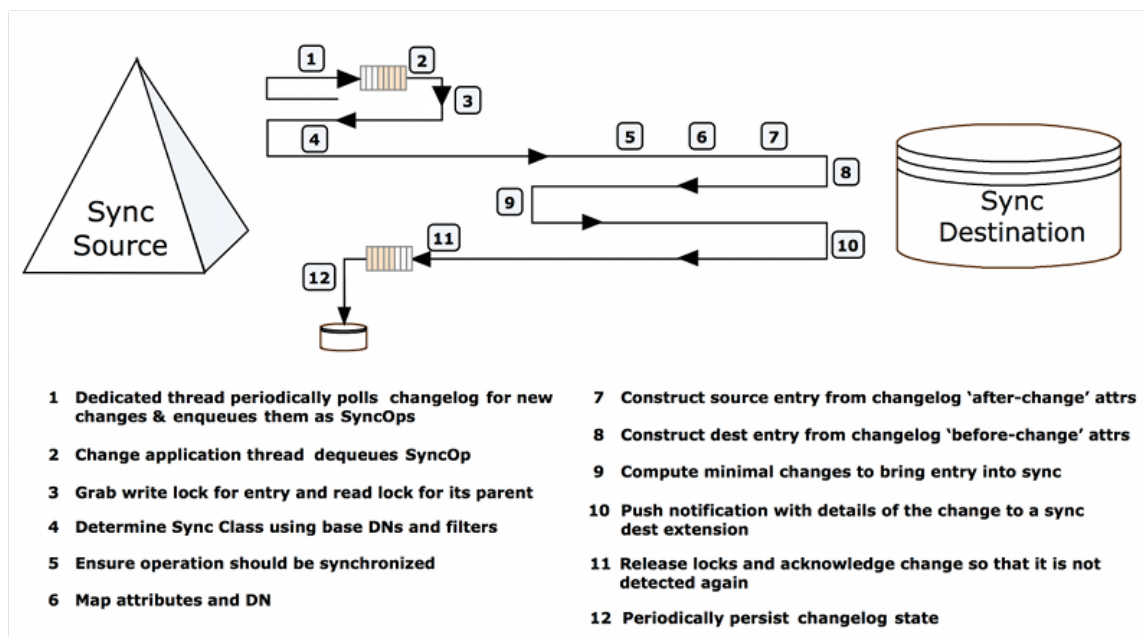 1
2
3
4
5
6
7
8
9
10
11
12
Sync
Source
Sync
Destination
1 Dedicated thread periodically polls changelog for new
changes & enqueues them as SyncOps
2 Change application thread dequeues SyncOp
3 Grab write lock for entry and read lock for its parent
4 Determine Sync Class using base DNs and filters
5 Ensure operation should be synchronized
6 Map attributes and DN
7 Construct source entry from changelog ‘after-change’ attrs
8 Construct dest entry from changelog ‘before-change’ attrs
9 Compute minimal changes to bring entry into sync
10 Push notification with details of the change to a sync
dest extension
11 Release locks and acknowledge change so that it is not
detected again
12 Periodically persist changelog state